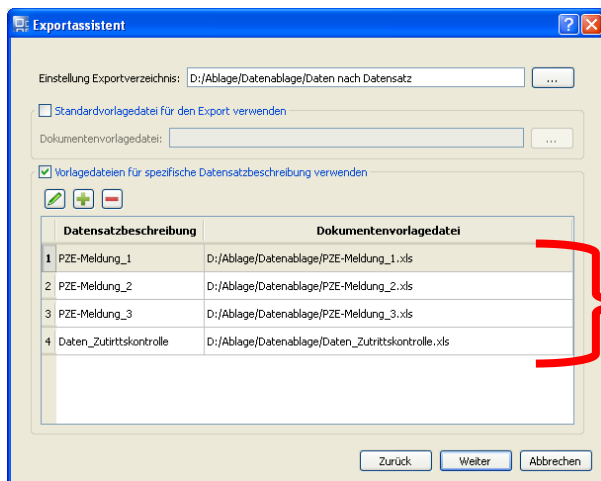 Exportassistent
Einstellung Exportverzeichnis: D:/Ablage/Datenablage/Daten nach Datensatz ...
Standardvorlagedatei für den Export verwenden
Dokumentenvorlagedatei: ...
Vorlagedateien für spezifische Datensatzbeschreibung verwenden
Datensatzbeschreibung Dokumentenvorlagedatei
1 PZE-Meldung_1 D:/Ablage/Datenablage/PZE-Meldung_1.xls
2 PZE-Meldung_2 D:/Ablage/Datenablage/PZE-Meldung_2.xls
3 PZE-Meldung_3 D:/Ablage/Datenablage/PZE-Meldung_3.xls
4 Daten_Zutirttskontrolle D:/Ablage/Datenablage/Daten_Zutrittskontrolle.xls
Zurück Weiter Abbrechen